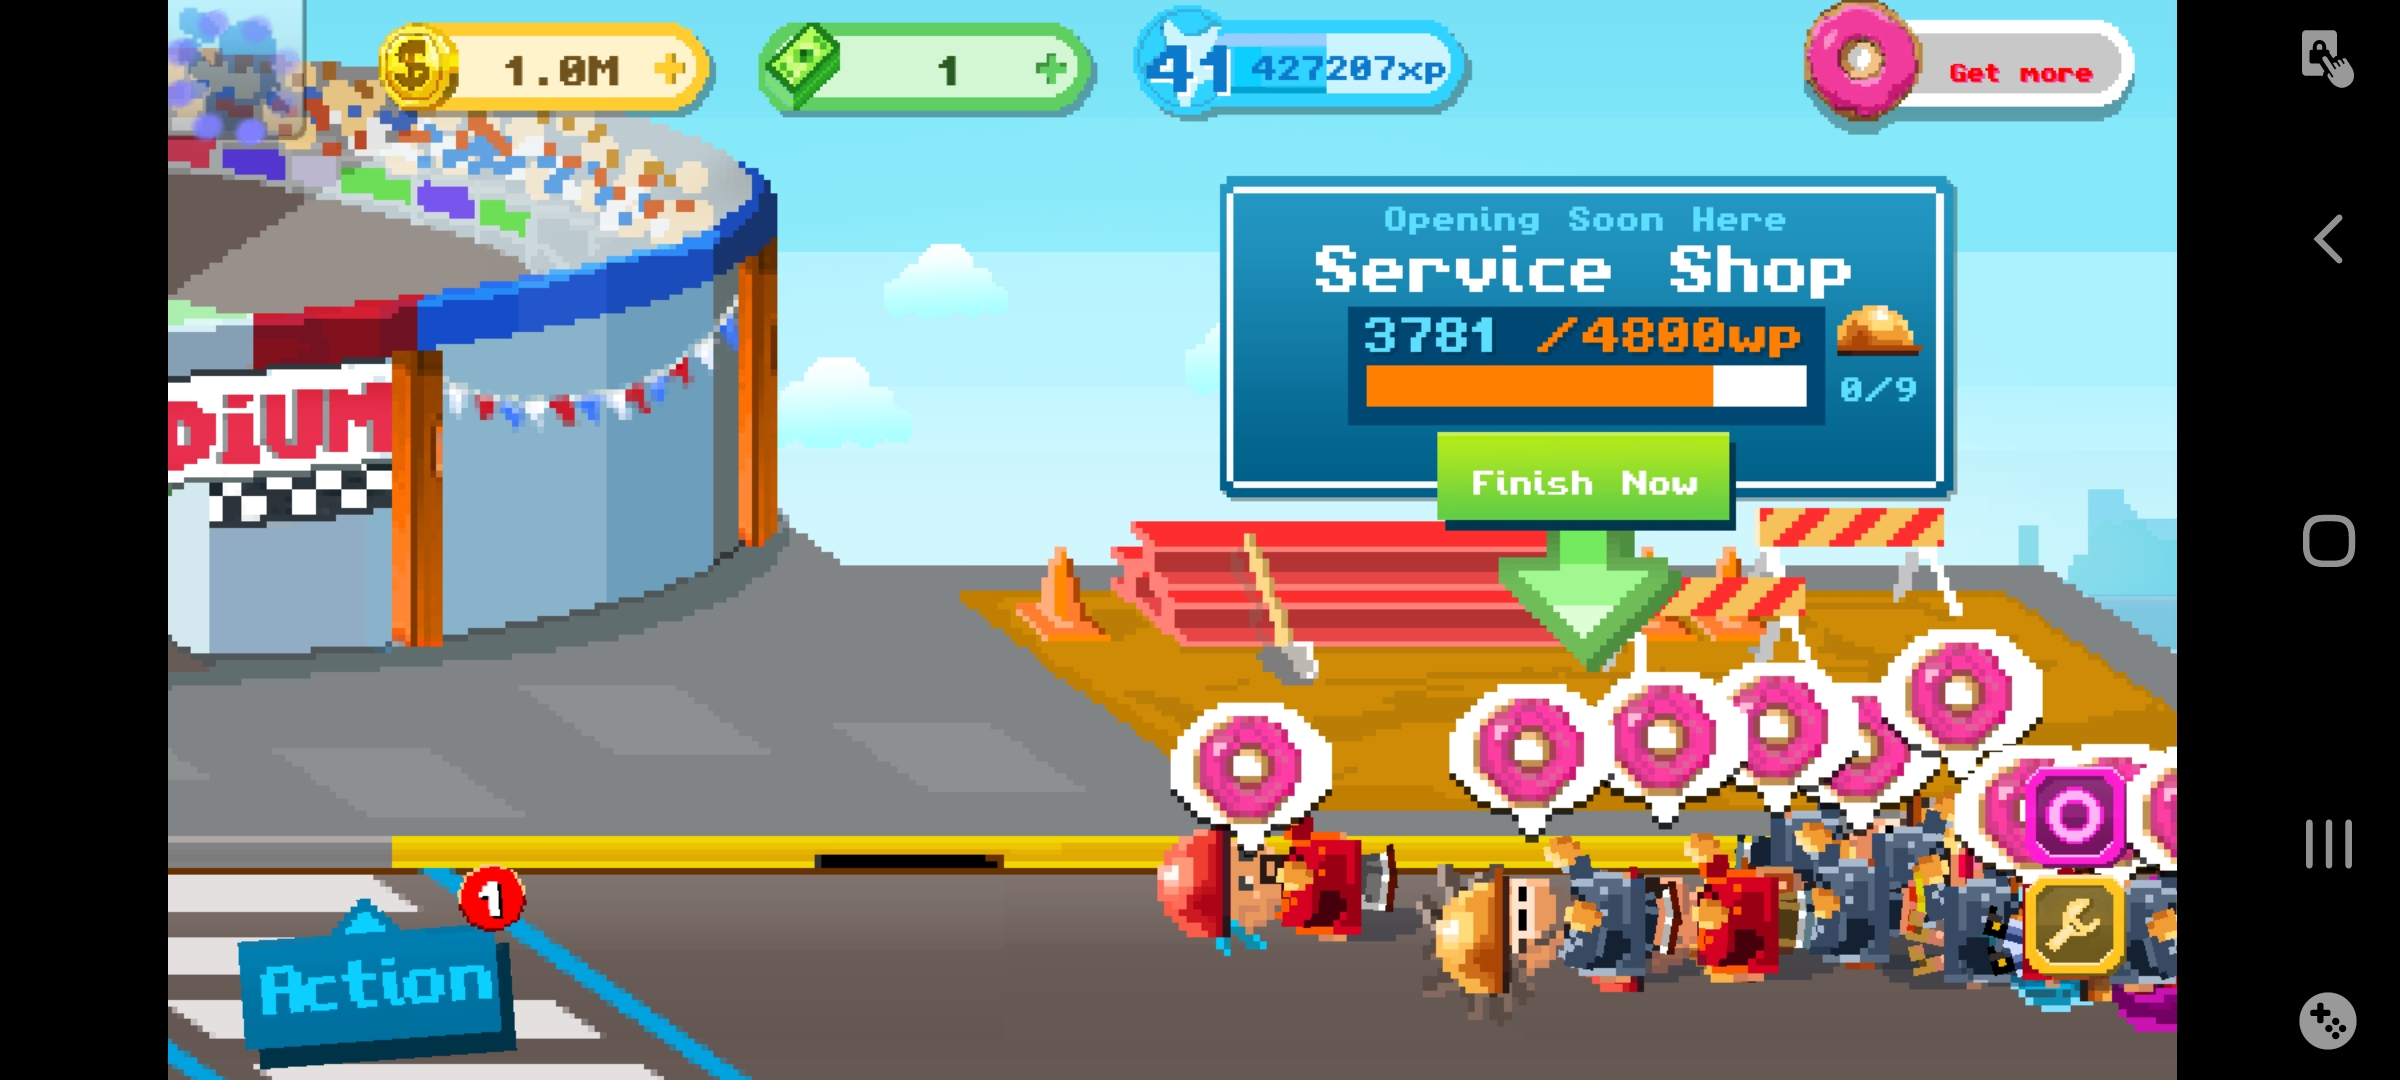 1.0M
1
41
427207xp
Get more
Opening Soon Here
Service Shop
3781 /4800wp
0/9
Finish Now
DiUM
1
Action